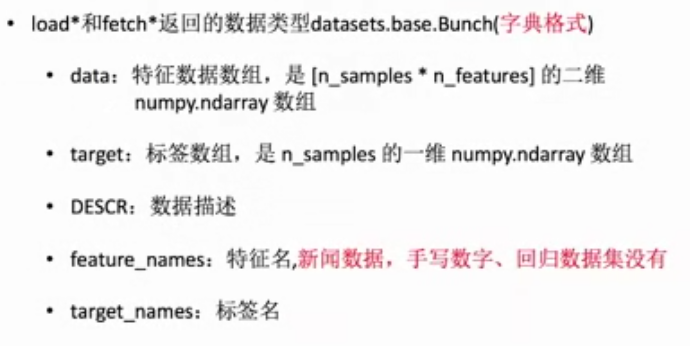 • load*和fetch*返回的数据类型datasets.base.Bunch(字典格式)
• data：特征数据数组，是 [n_samples * n_features] 的二维
numpy.ndarray 数组
• target：标签数组，是 n_samples 的一维 numpy.ndarray 数组
• DESCR：数据描述
• feature_names：特征名,新闻数据，手写数字、回归数据集没有
• target_names：标签名